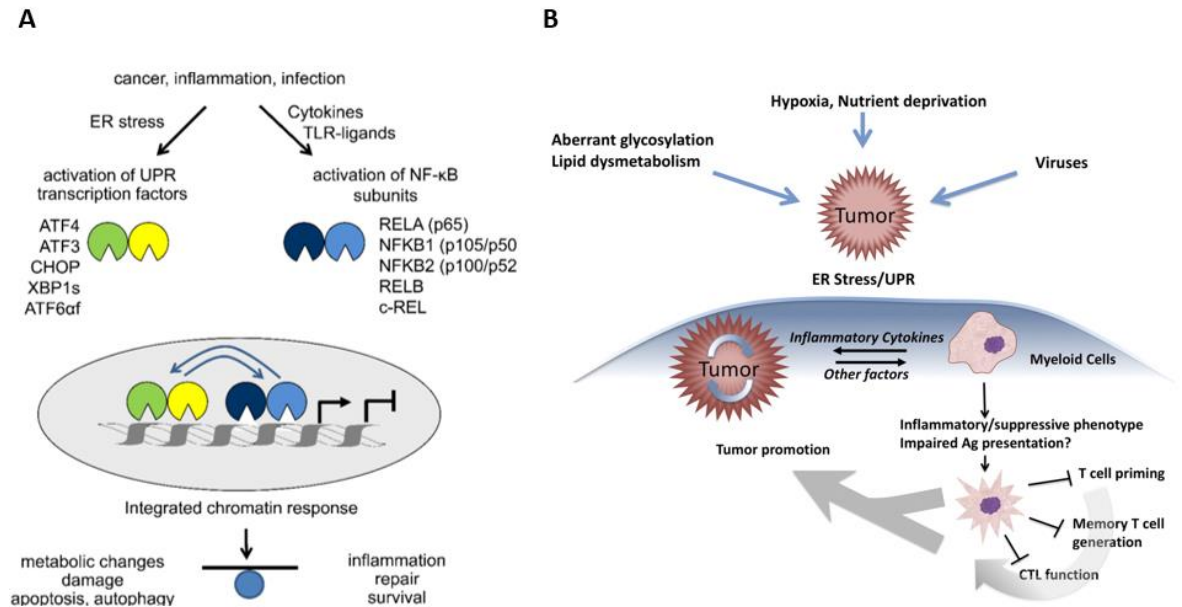 A
cancer, inflammation, infection
ER stress
Cytokines
TLR-ligands
activation of UPR
transcription factors
activation of NF-κB
subunits
ATF4
ATF3
CHOP
XBP1s
ATF6αf
RELA (p65)
NFKB1 (p105/p50
NFKB2 (p100/p52
RELB
c-REL
Integrated chromatin response
metabolic changes
damage
apoptosis, autophagy
inflammation
repair
survival
B
Hypoxia, Nutrient deprivation
Aberrant glycosylation
Lipid dysmetabolism
Viruses
Tumor
ER Stress/UPR
Tumor
Inflammatory Cytokines
Other factors
Myeloid Cells
Inflammatory/suppressive phenotype
Impaired Ag presentation?
Tumor promotion
T cell priming
Memory T cell
generation
CTL function